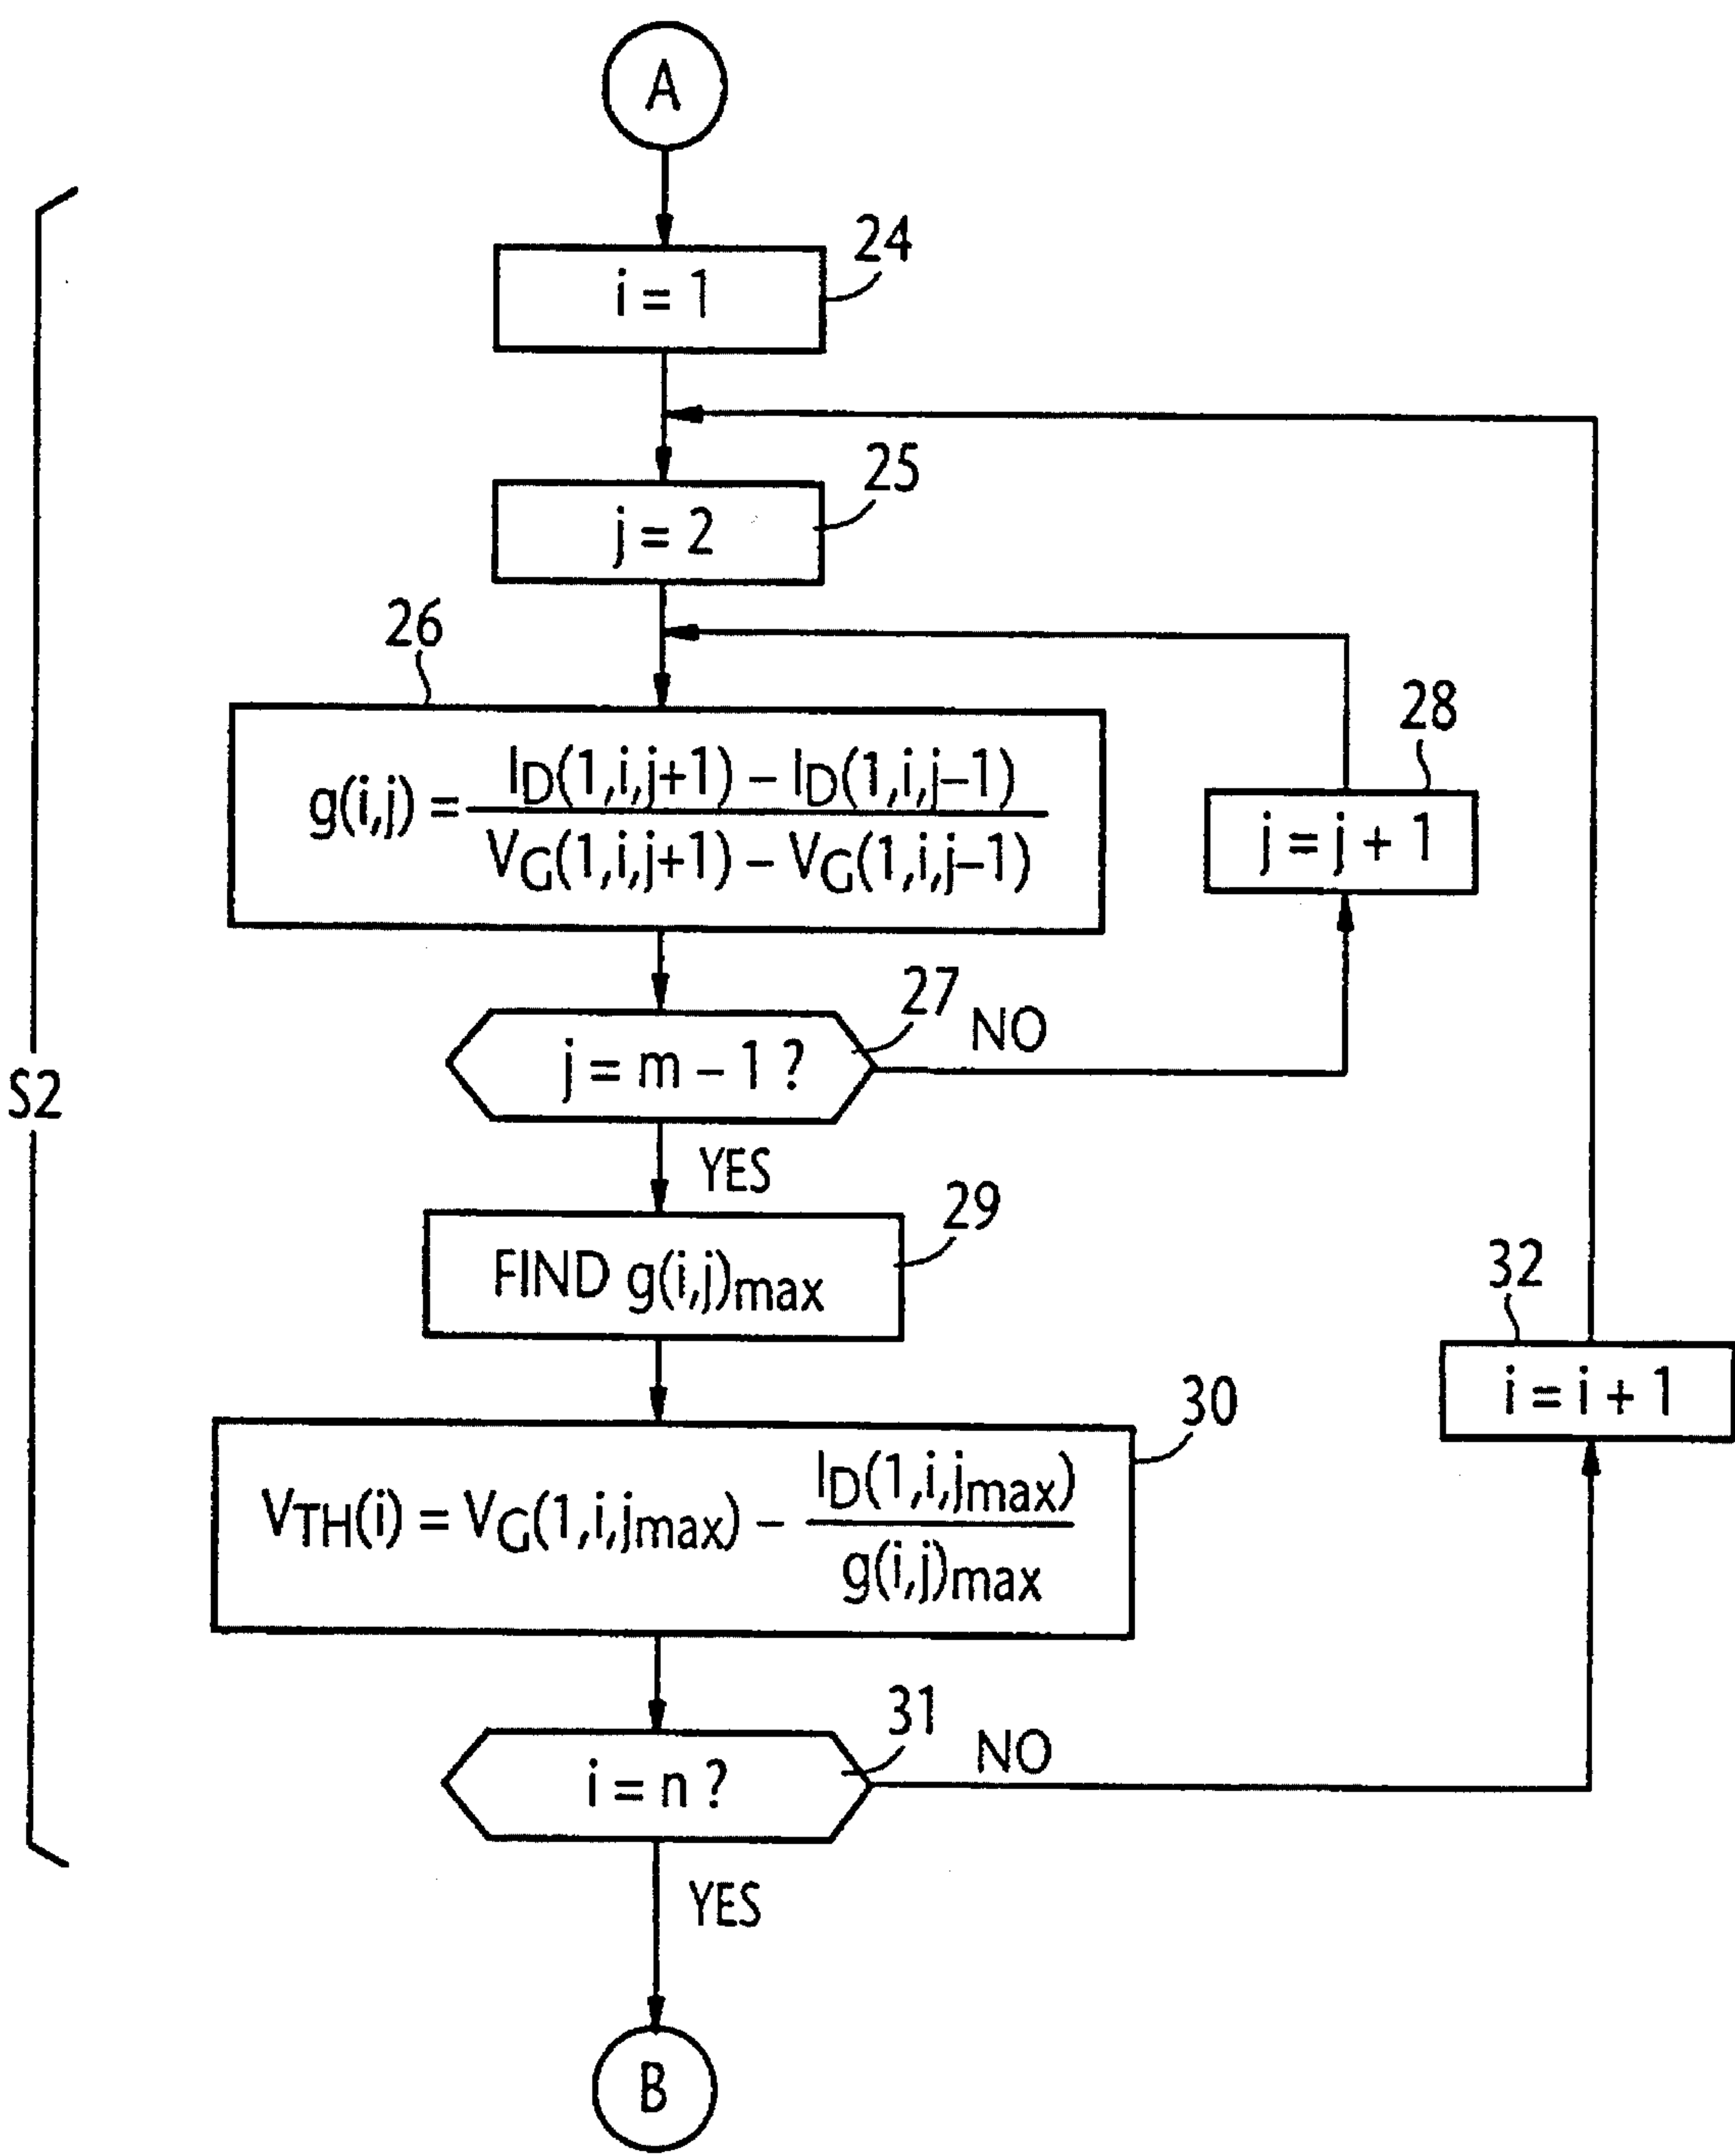 A
24
i = 1
25
j = 2
26
g(i,j) = I_D(1,i,j+1) – I_D(1,i,j–1) / V_G(1,i,j+1) – V_G(1,i,j–1)
28
j = j + 1
27
NO
j = m – 1 ?
S2
YES
29
FIND g(i,j)max
32
i = i + 1
30
V_TH(i) = V_G(1,i,jmax) – I_D(1,i,jmax) / g(i,j)max
31
NO
i = n ?
YES
B